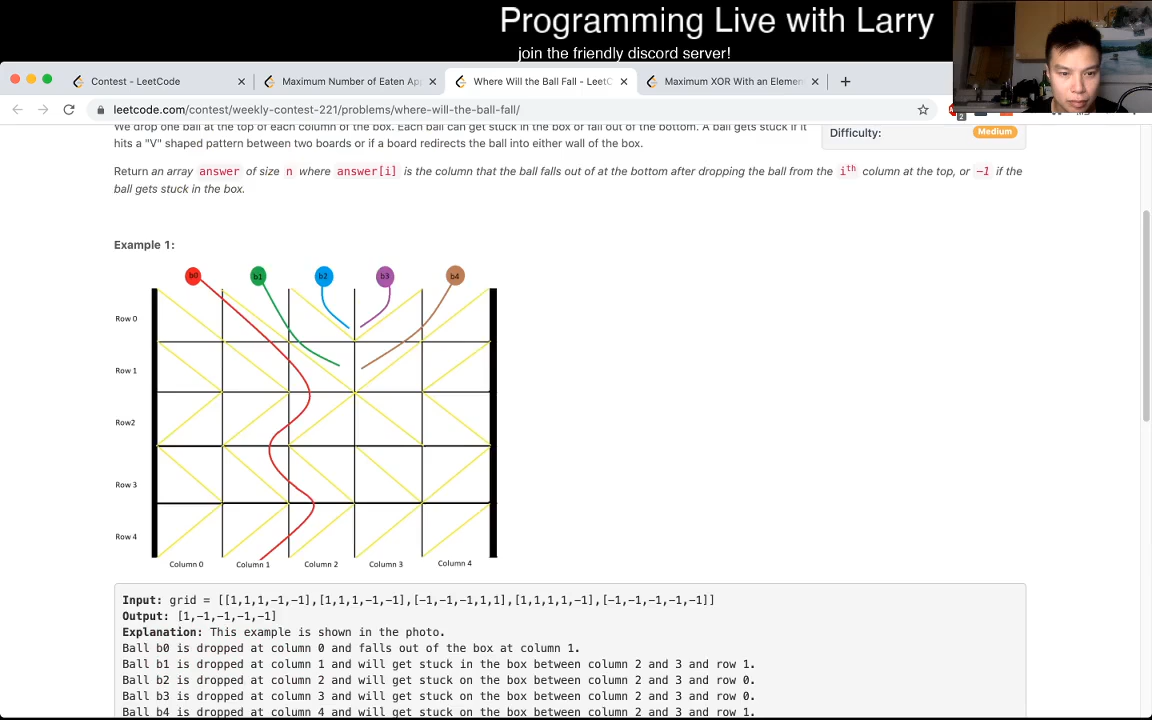 Programming Live with Larry
join the friendly discord server!
Contest - LeetCode
Maximum Number of Eaten Ap
Where Will the Ball Fall - LeetC
Maximum XOR With an Elemen
leetcode.com/contest/weekly-contest-221/problems/where-will-the-ball-fall/
2
We drop one ball at the top of each column of the box. Each ball can get stuck in the box or fall out of the bottom. A ball gets stuck if it
hits a "V" shaped pattern between two boards or if a board redirects the ball into either wall of the box.
Difficulty:
Medium
Return an array answer of size n where answer[i] is the column that the ball falls out of at the bottom after dropping the ball from the ith column at the top, or -1 if the
ball gets stuck in the box.
Example 1:
b0 b1 b2 b3 b4
Row 0
Row 1
Row2
Row 3
Row 4
Column 0 Column 1 Column 2 Column 3 Column 4
Input: grid = [[1,1,1,-1,-1],[1,1,1,-1,-1],[-1,-1,-1,1,1],[1,1,1,1,-1],[-1,-1,-1,-1,-1]]
Output: [1,-1,-1,-1,-1]
Explanation: This example is shown in the photo.
Ball b0 is dropped at column 0 and falls out of the box at column 1.
Ball b1 is dropped at column 1 and will get stuck in the box between column 2 and 3 and row 1.
Ball b2 is dropped at column 2 and will get stuck on the box between column 2 and 3 and row 0.
Ball b3 is dropped at column 3 and will get stuck on the box between column 2 and 3 and row 0.
Ball b4 is dropped at column 4 and will get stuck on the box between column 2 and 3 and row 1.